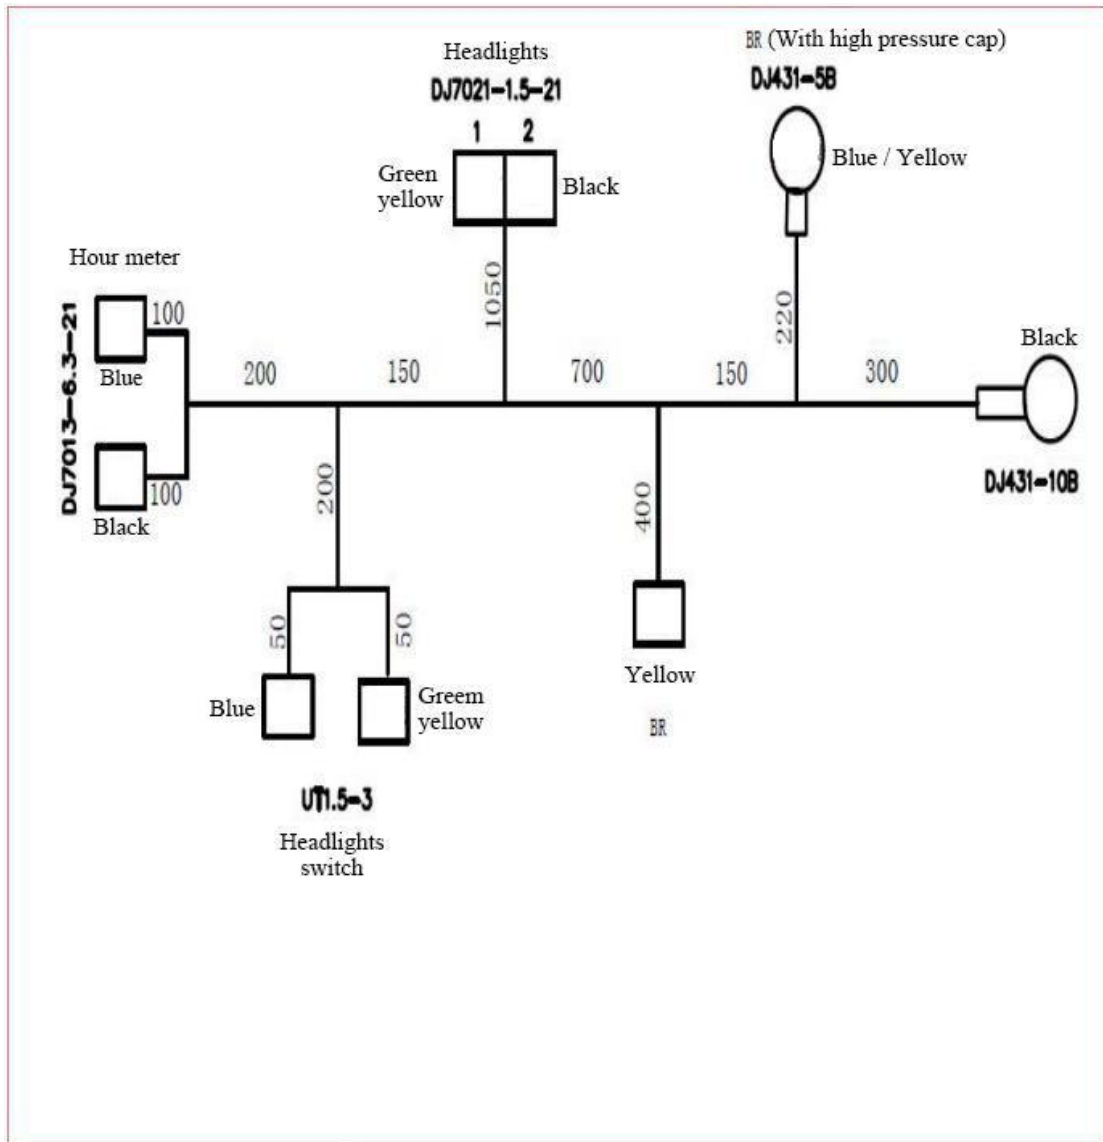 BR (With high pressure cap)
Headlights
DJ7021-1.5-21
DJ431-5B
1 2
Green
yellow
Black
Blue / Yellow
Hour meter
DJ7013-6.3-21
100
Blue
1050
220
Black
200
150
700
150
300
100
Black
DJ431-10B
200
400
50
50
Blue
Greem
yellow
Yellow
BR
UT1.5-3
Headlights
switch